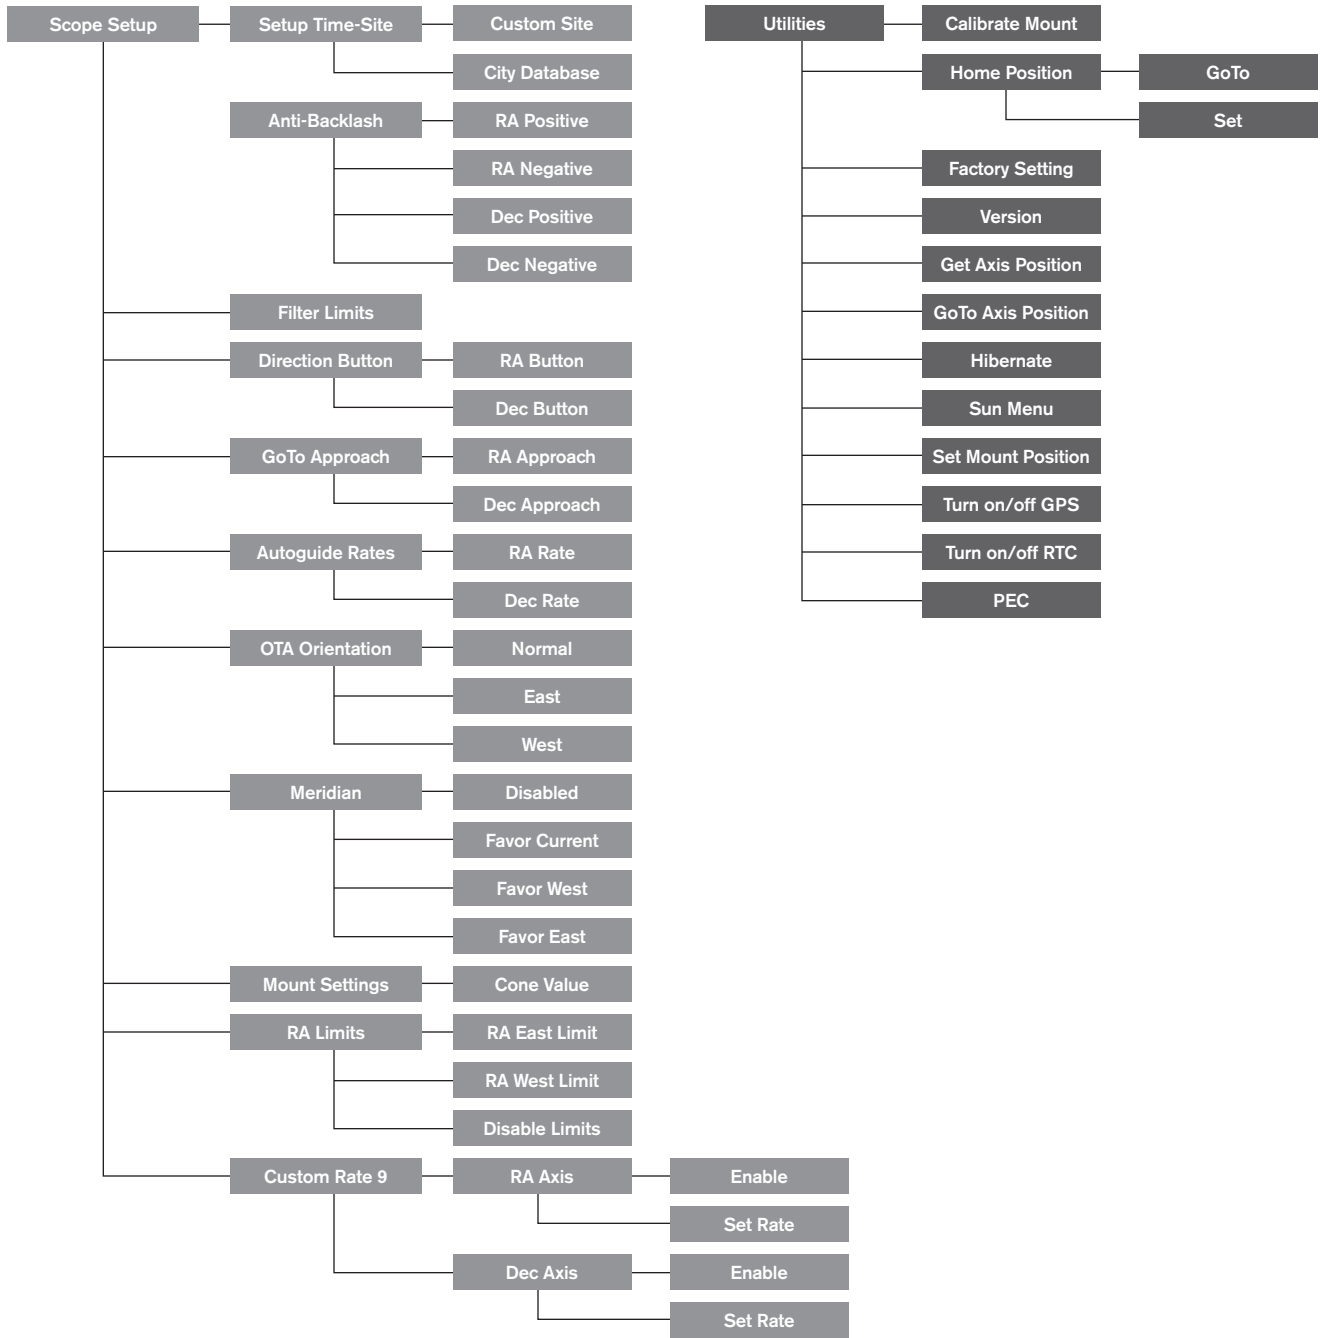 Scope Setup
Setup Time-Site
Custom Site
City Database
Anti-Backlash
RA Positive
RA Negative
Dec Positive
Dec Negative
Filter Limits
Direction Button
RA Button
Dec Button
GoTo Approach
RA Approach
Dec Approach
Autoguide Rates
RA Rate
Dec Rate
OTA Orientation
Normal
East
West
Meridian
Disabled
Favor Current
Favor West
Favor East
Mount Settings
Cone Value
RA Limits
RA East Limit
RA West Limit
Disable Limits
Custom Rate 9
RA Axis
Enable
Set Rate
Dec Axis
Enable
Set Rate
Utilities
Calibrate Mount
Home Position
GoTo
Set
Factory Setting
Version
Get Axis Position
GoTo Axis Position
Hibernate
Sun Menu
Set Mount Position
Turn on/off GPS
Turn on/off RTC
PEC